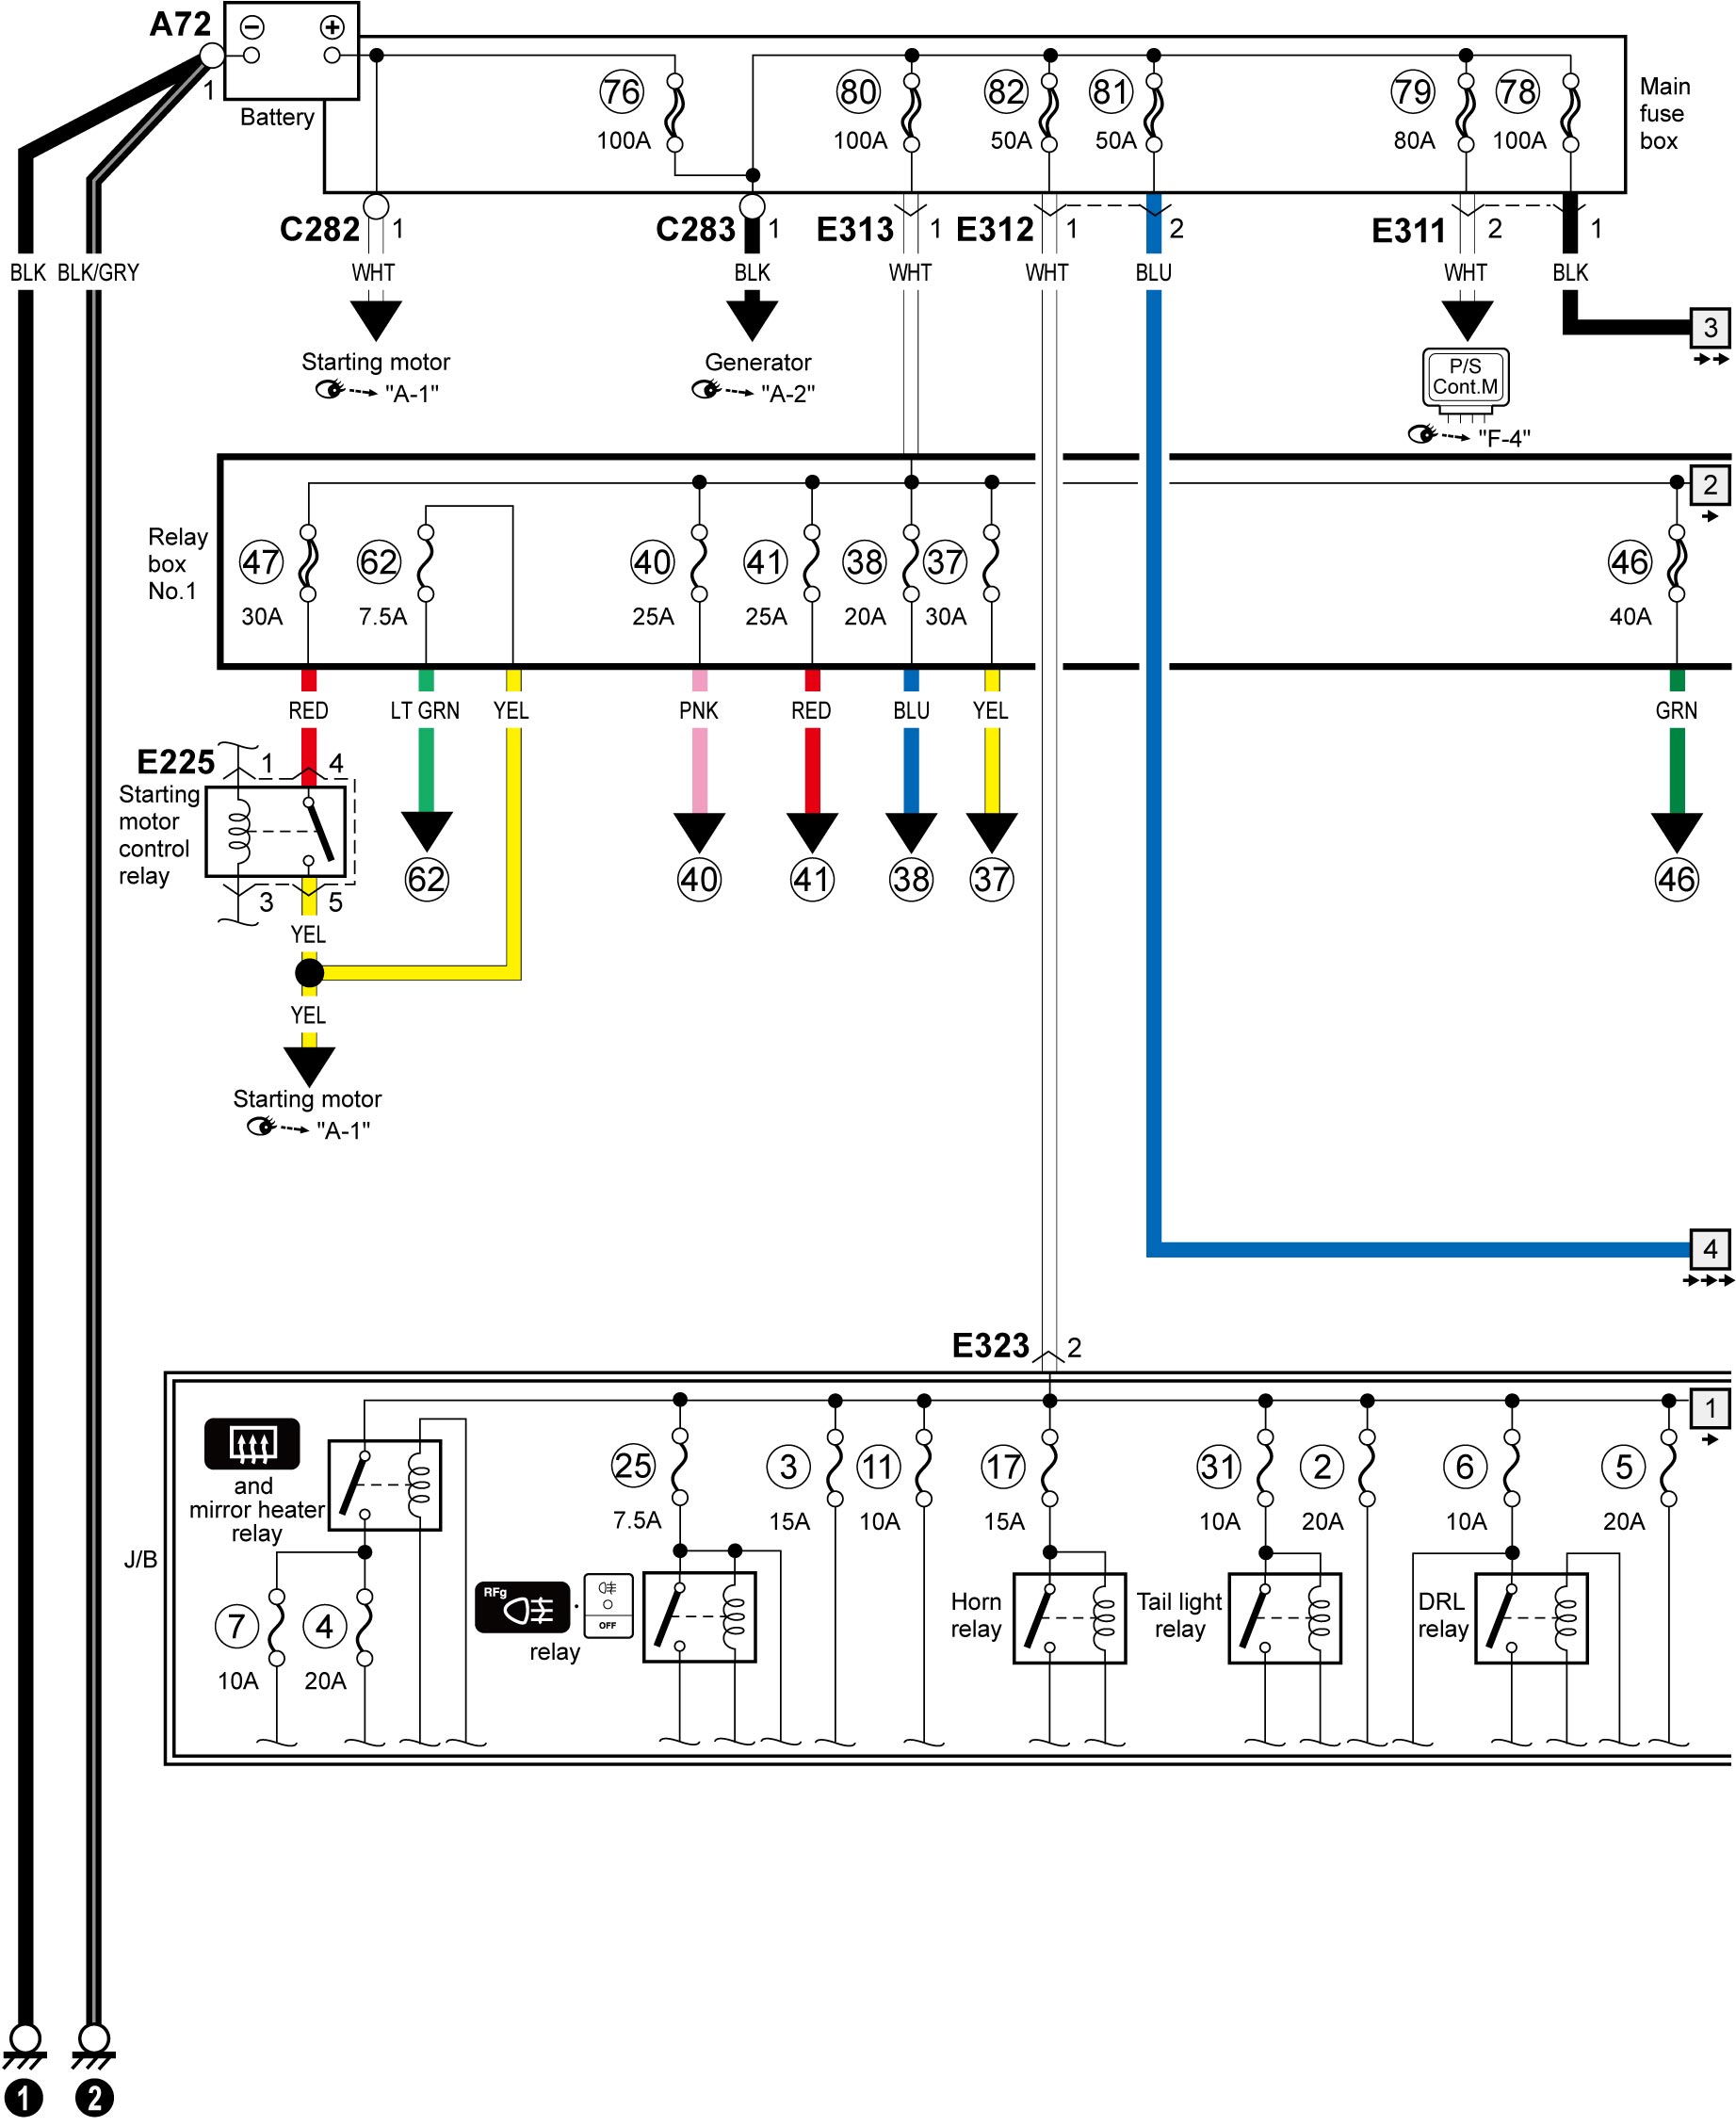 A72
− +
1
Battery
76
100A
80
100A
82
50A
81
50A
79
80A
78
100A
Main
fuse
box
C282 1
C283 1
E313 1
E312 1
2
E311 2
1
BLK BLK/GRY WHT BLK WHT WHT BLU WHT BLK
3
Starting motor
"A-1"
Generator
"A-2"
P/S
Cont.M
"F-4"
2
Relay
box
No.1
47
30A
62
7.5A
40
25A
41
25A
38
20A
37
30A
46
40A
RED LT GRN YEL PNK RED BLU YEL GRN
E225 1 4
Starting
motor
control
relay
3 5
62 40 41 38 37 46
YEL
YEL
Starting motor
"A-1"
4
E323 2
1
J/B
and
mirror heater
relay
7
10A
4
20A
25
7.5A
3
15A
11
10A
17
15A
31
10A
2
20A
6
10A
5
20A
RFg
OFF
relay
Horn
relay
Tail light
relay
DRL
relay
1 2